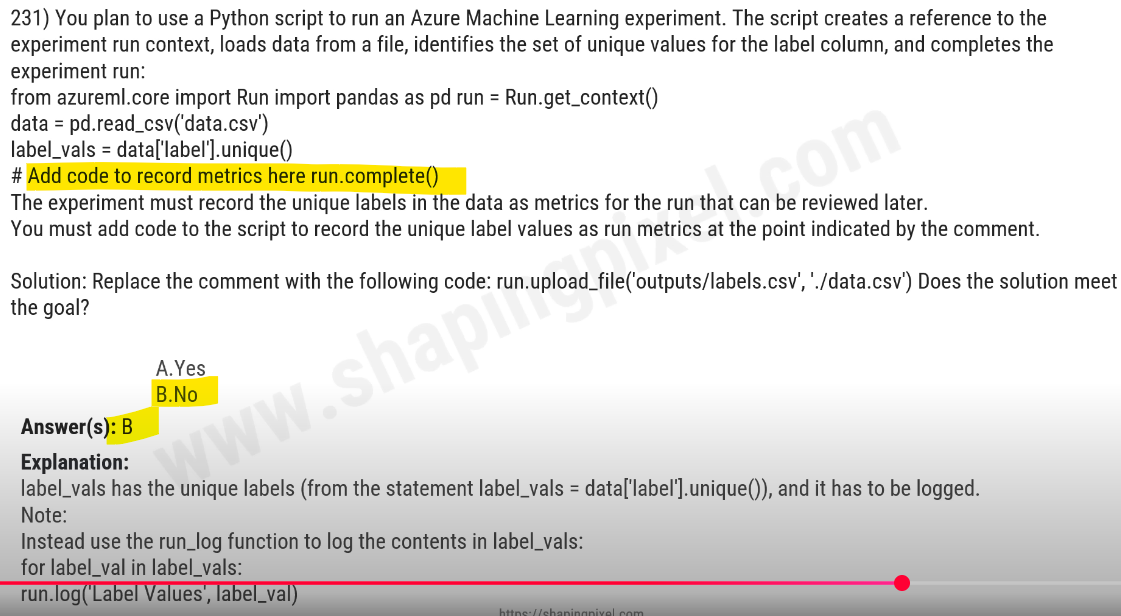 231) You plan to use a Python script to run an Azure Machine Learning experiment. The script creates a reference to the
experiment run context, loads data from a file, identifies the set of unique values for the label column, and completes the
experiment run:
from azureml.core import Run import pandas as pd run = Run.get_context()
data = pd.read_csv('data.csv')
label_vals = data['label'].unique()
# Add code to record metrics here run.complete()
The experiment must record the unique labels in the data as metrics for the run that can be reviewed later.
You must add code to the script to record the unique label values as run metrics at the point indicated by the comment.
Solution: Replace the comment with the following code: run.upload_file('outputs/labels.csv', './data.csv') Does the solution meet
the goal?
A.Yes
B.No
Answer(s): B
Explanation:
label_vals has the unique labels (from the statement label_vals = data['label'].unique()), and it has to be logged.
Note:
Instead use the run_log function to log the contents in label_vals:
for label_val in label_vals:
run.log('Label Values', label_val)
https://shapingpixel.com
www.shapingpixel.com